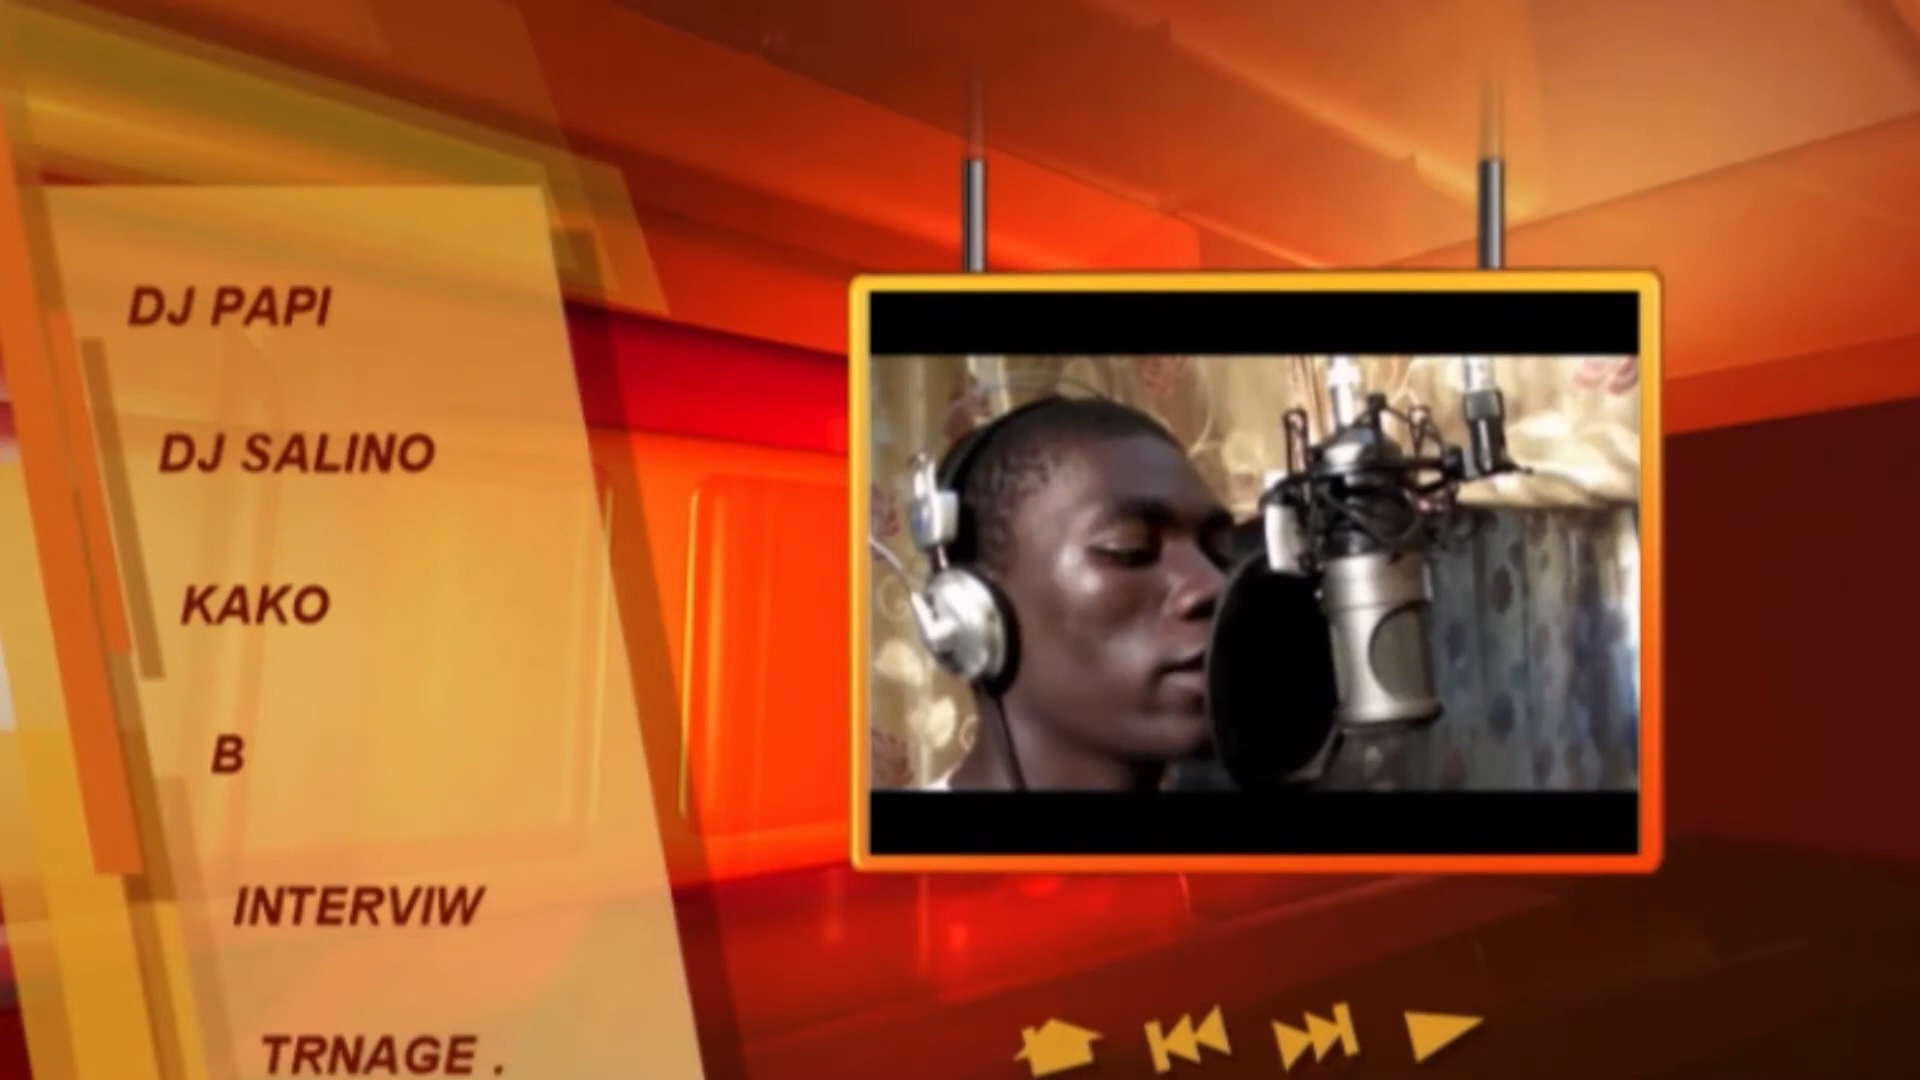 DJ PAPI
DJ SALINO
KAKO
B
INTERVIW
TRNAGE .